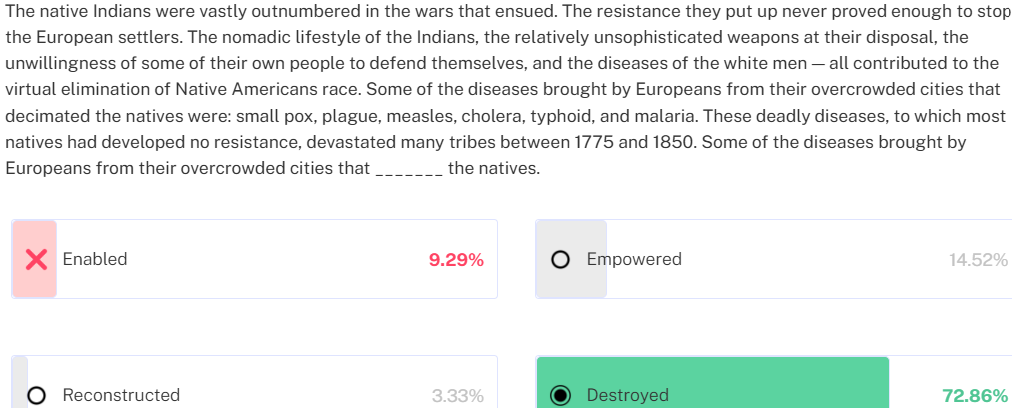 The native Indians were vastly outnumbered in the wars that ensued. The resistance they put up never proved enough to stop
the European settlers. The nomadic lifestyle of the Indians, the relatively unsophisticated weapons at their disposal, the
unwillingness of some of their own people to defend themselves, and the diseases of the white men — all contributed to the
virtual elimination of Native Americans race. Some of the diseases brought by Europeans from their overcrowded cities that
decimated the natives were: small pox, plague, measles, cholera, typhoid, and malaria. These deadly diseases, to which most
natives had developed no resistance, devastated many tribes between 1775 and 1850. Some of the diseases brought by
Europeans from their overcrowded cities that _______ the natives.
Enabled 9.29% Empowered 14.52%
Reconstructed 3.33% Destroyed 72.86%